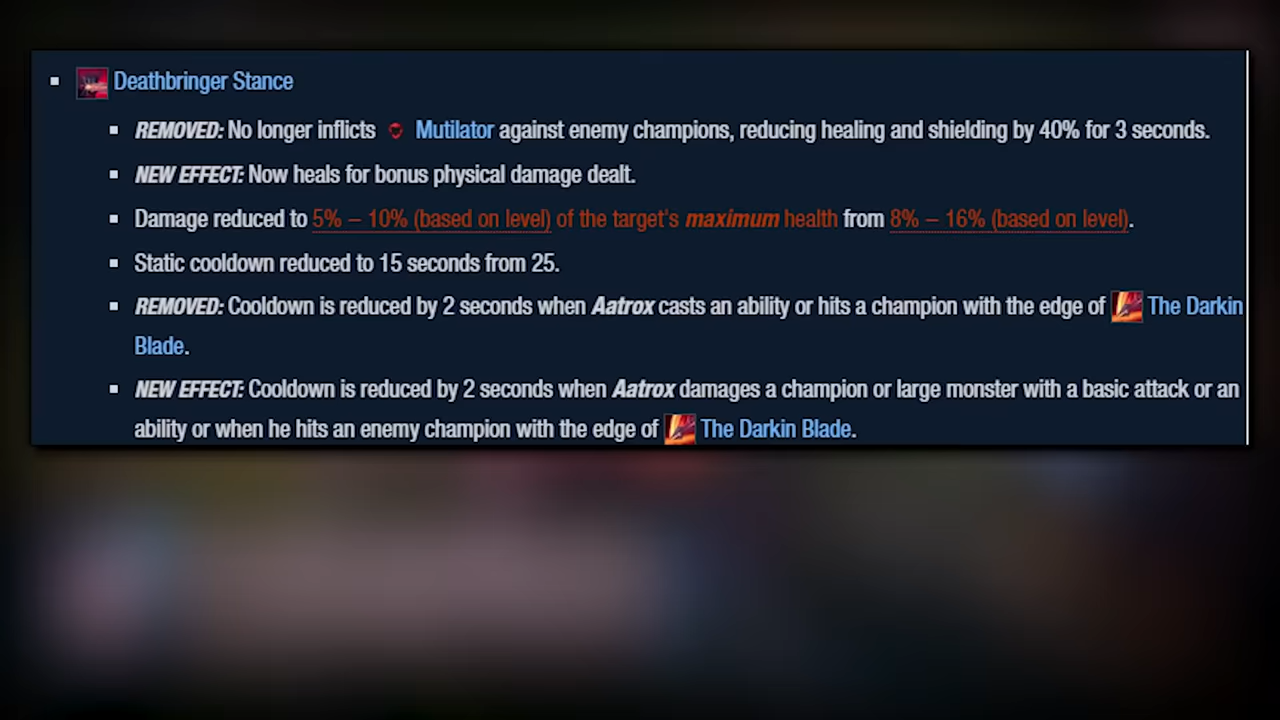 Deathbringer Stance
REMOVED: No longer inflicts Mutilator against enemy champions, reducing healing and shielding by 40% for 3 seconds.
NEW EFFECT: Now heals for bonus physical damage dealt.
Damage reduced to 5% – 10% (based on level) of the target's maximum health from 8% – 16% (based on level).
Static cooldown reduced to 15 seconds from 25.
REMOVED: Cooldown is reduced by 2 seconds when Aatrox casts an ability or hits a champion with the edge of The Darkin
Blade.
NEW EFFECT: Cooldown is reduced by 2 seconds when Aatrox damages a champion or large monster with a basic attack or an
ability or when he hits an enemy champion with the edge of The Darkin Blade.